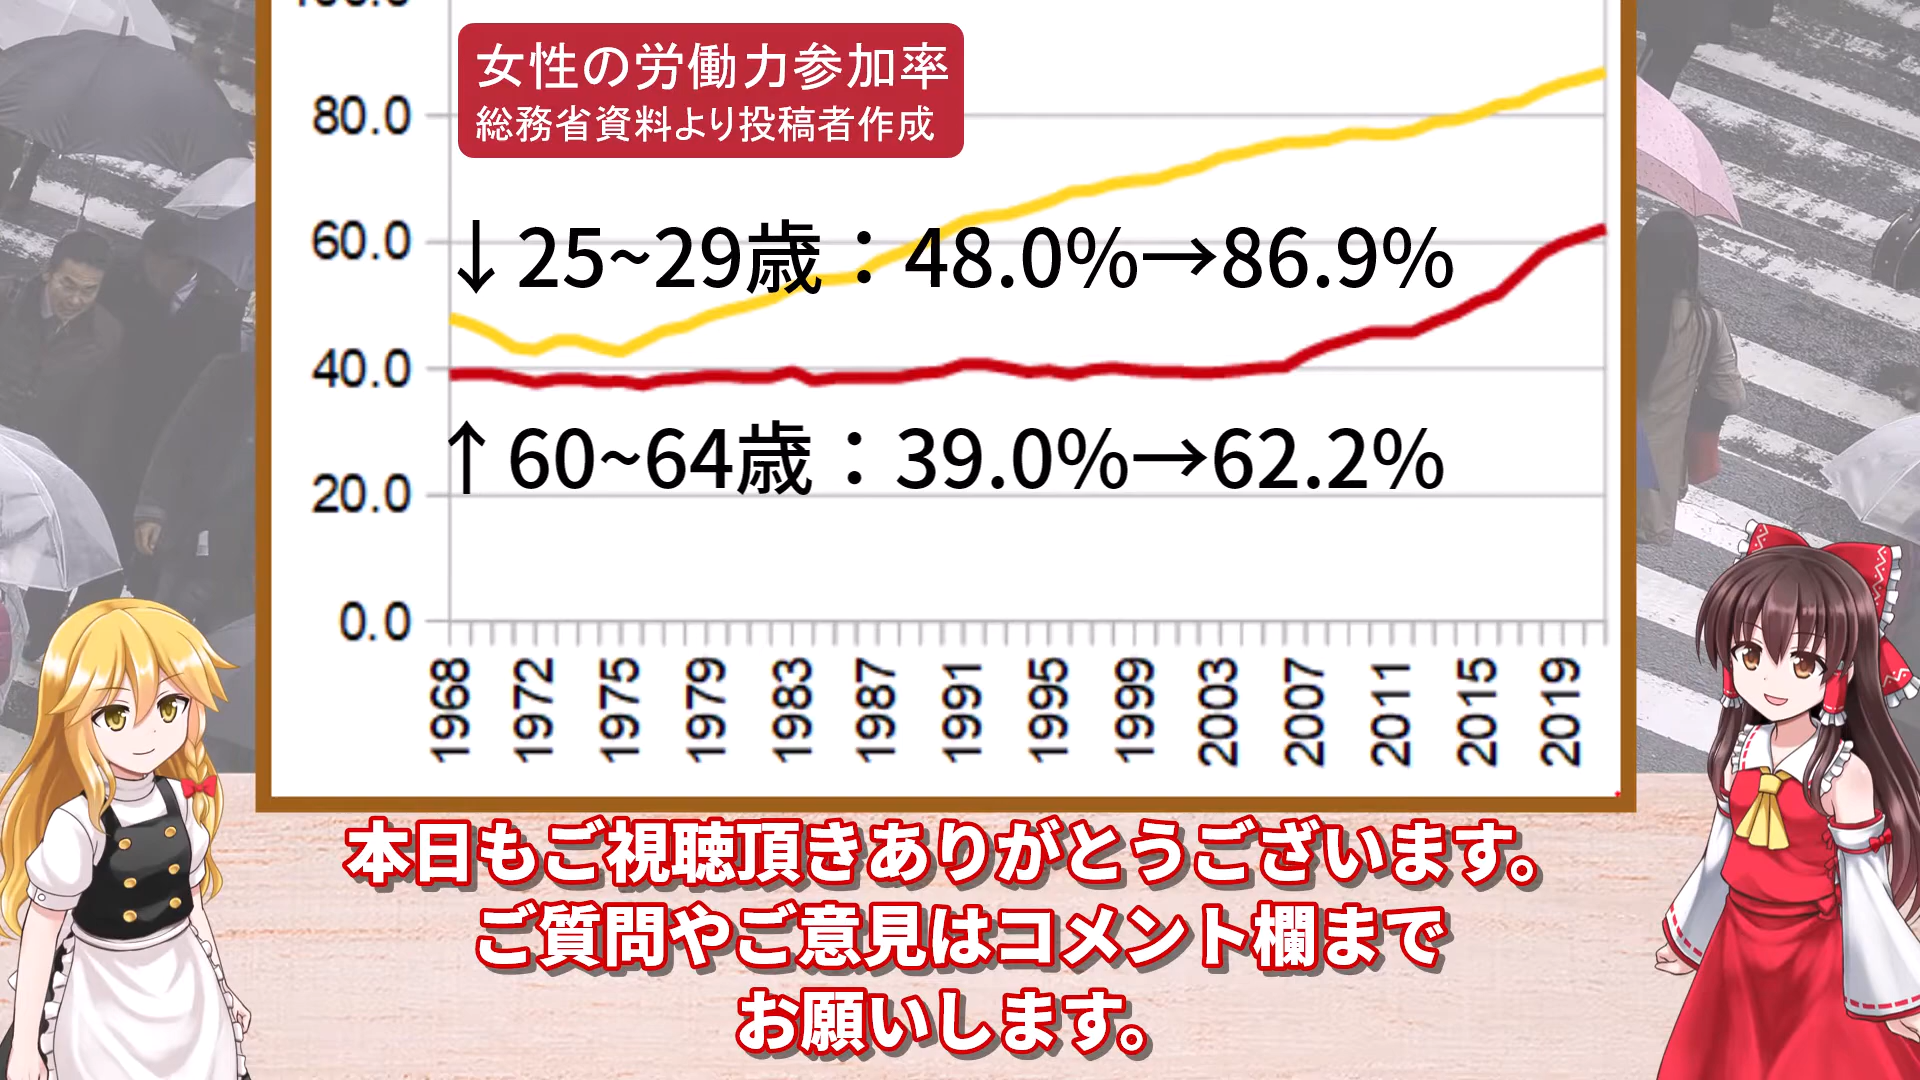 女性の労働力参加率
総務省資料より投稿者作成
80.0
60.0
40.0
20.0
0.0
↓25~29歳：48.0%→86.9%
↑60~64歳：39.0%→62.2%
1968
1972
1975
1979
1983
1987
1991
1995
1999
2003
2007
2011
2015
2019
本日もご視聴頂きありがとうございます。
ご質問やご意見はコメント欄まで
お願いします。